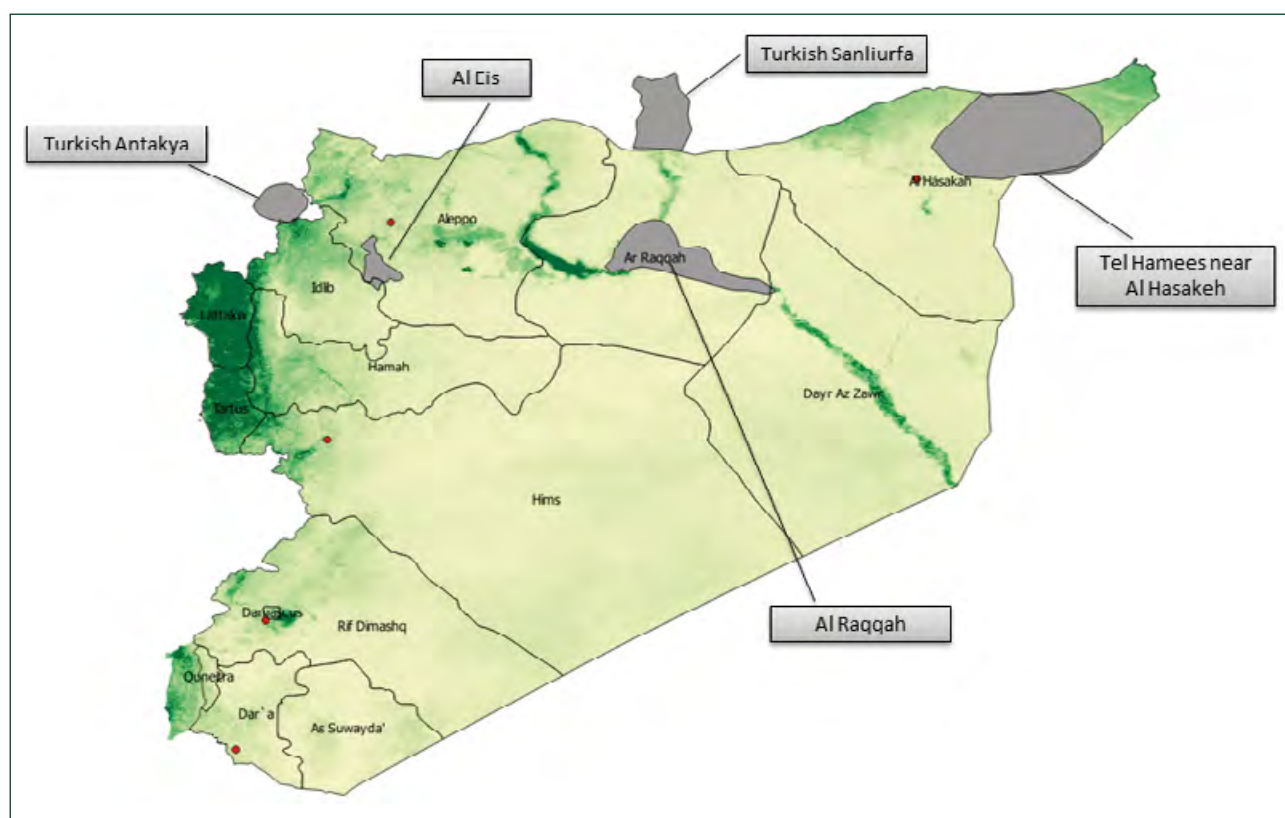 Turkish Sanliurfa
Al Eis
Turkish Antakya
Al Hasakah
Aleppo
Ar Raqqah
Tel Hamees near
Al Hasakeh
Idlib
Lattakia
Hamah
Dayr Az Zawr
Tartus
Hims
Damascus
Rif Dimashq
Al Raqqah
Qunetra
Dar`a
As Suwayda'